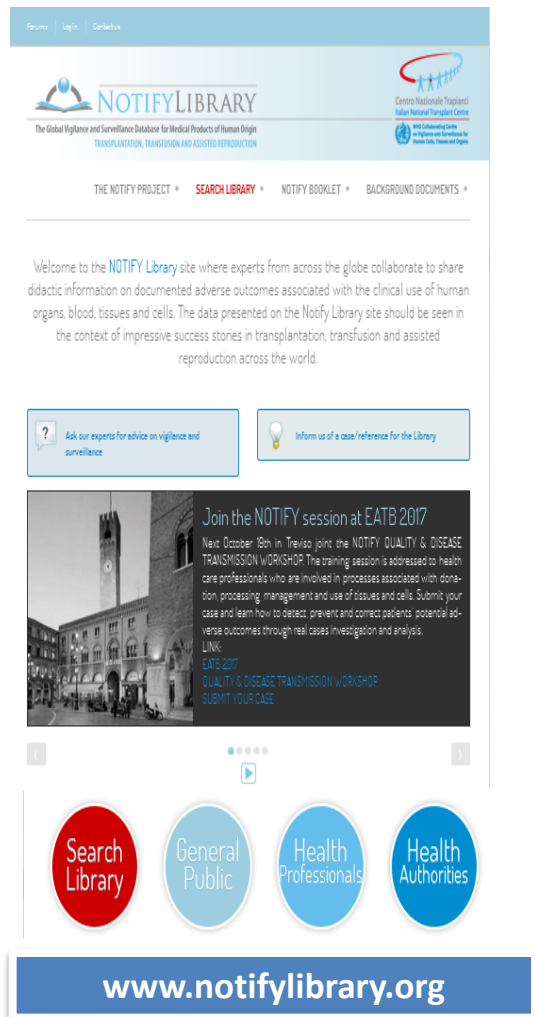 Forums Log in Contact us
NOTIFYLIBRARY
The Global Vigilance and Surveillance Database for Medical Products of Human Origin
TRANSPLANTATION, TRANSFUSION AND ASSISTED REPRODUCTION
Centro Nazionale Trapianti
Italian National Transplant Centre
WHO Collaborating Centre
on Vigilance and Surveillance for
Human Cells, Tissues and Organs
THE NOTIFY PROJECT SEARCH LIBRARY NOTIFY BOOKLET BACKGROUND DOCUMENTS
Welcome to the NOTIFY Library site where experts from across the globe collaborate to share
didactic information on documented adverse outcomes associated with the clinical use of human
organs, blood, tissues and cells. The data presented on the Notify Library site should be seen in
the context of impressive success stories in transplantation, transfusion and assisted
reproduction across the world.
? Ask our experts for advice on vigilance and
surveillance
Inform us of a case/reference for the Library
Join the NOTIFY session at EATB 2017
Next October 19th in Treviso joint the NOTIFY QUALITY & DISEASE
TRANSMISSION WORKSHOP. The training session is addressed to health
care professionals who are involved in processes associated with dona-
tion, processing, management and use of tissues and cells. Submit your
case and learn how to detect, prevent and correct patients' potential ad-
verse outcomes through real cases investigation and analysis.
LINK:
EATB 2017
QUALITY & DISEASE TRANSMISSION WORKSHOP
SUBMIT YOUR CASE
Search
Library
General
Public
Health
Professionals
Health
Authorities
www.notifylibrary.org